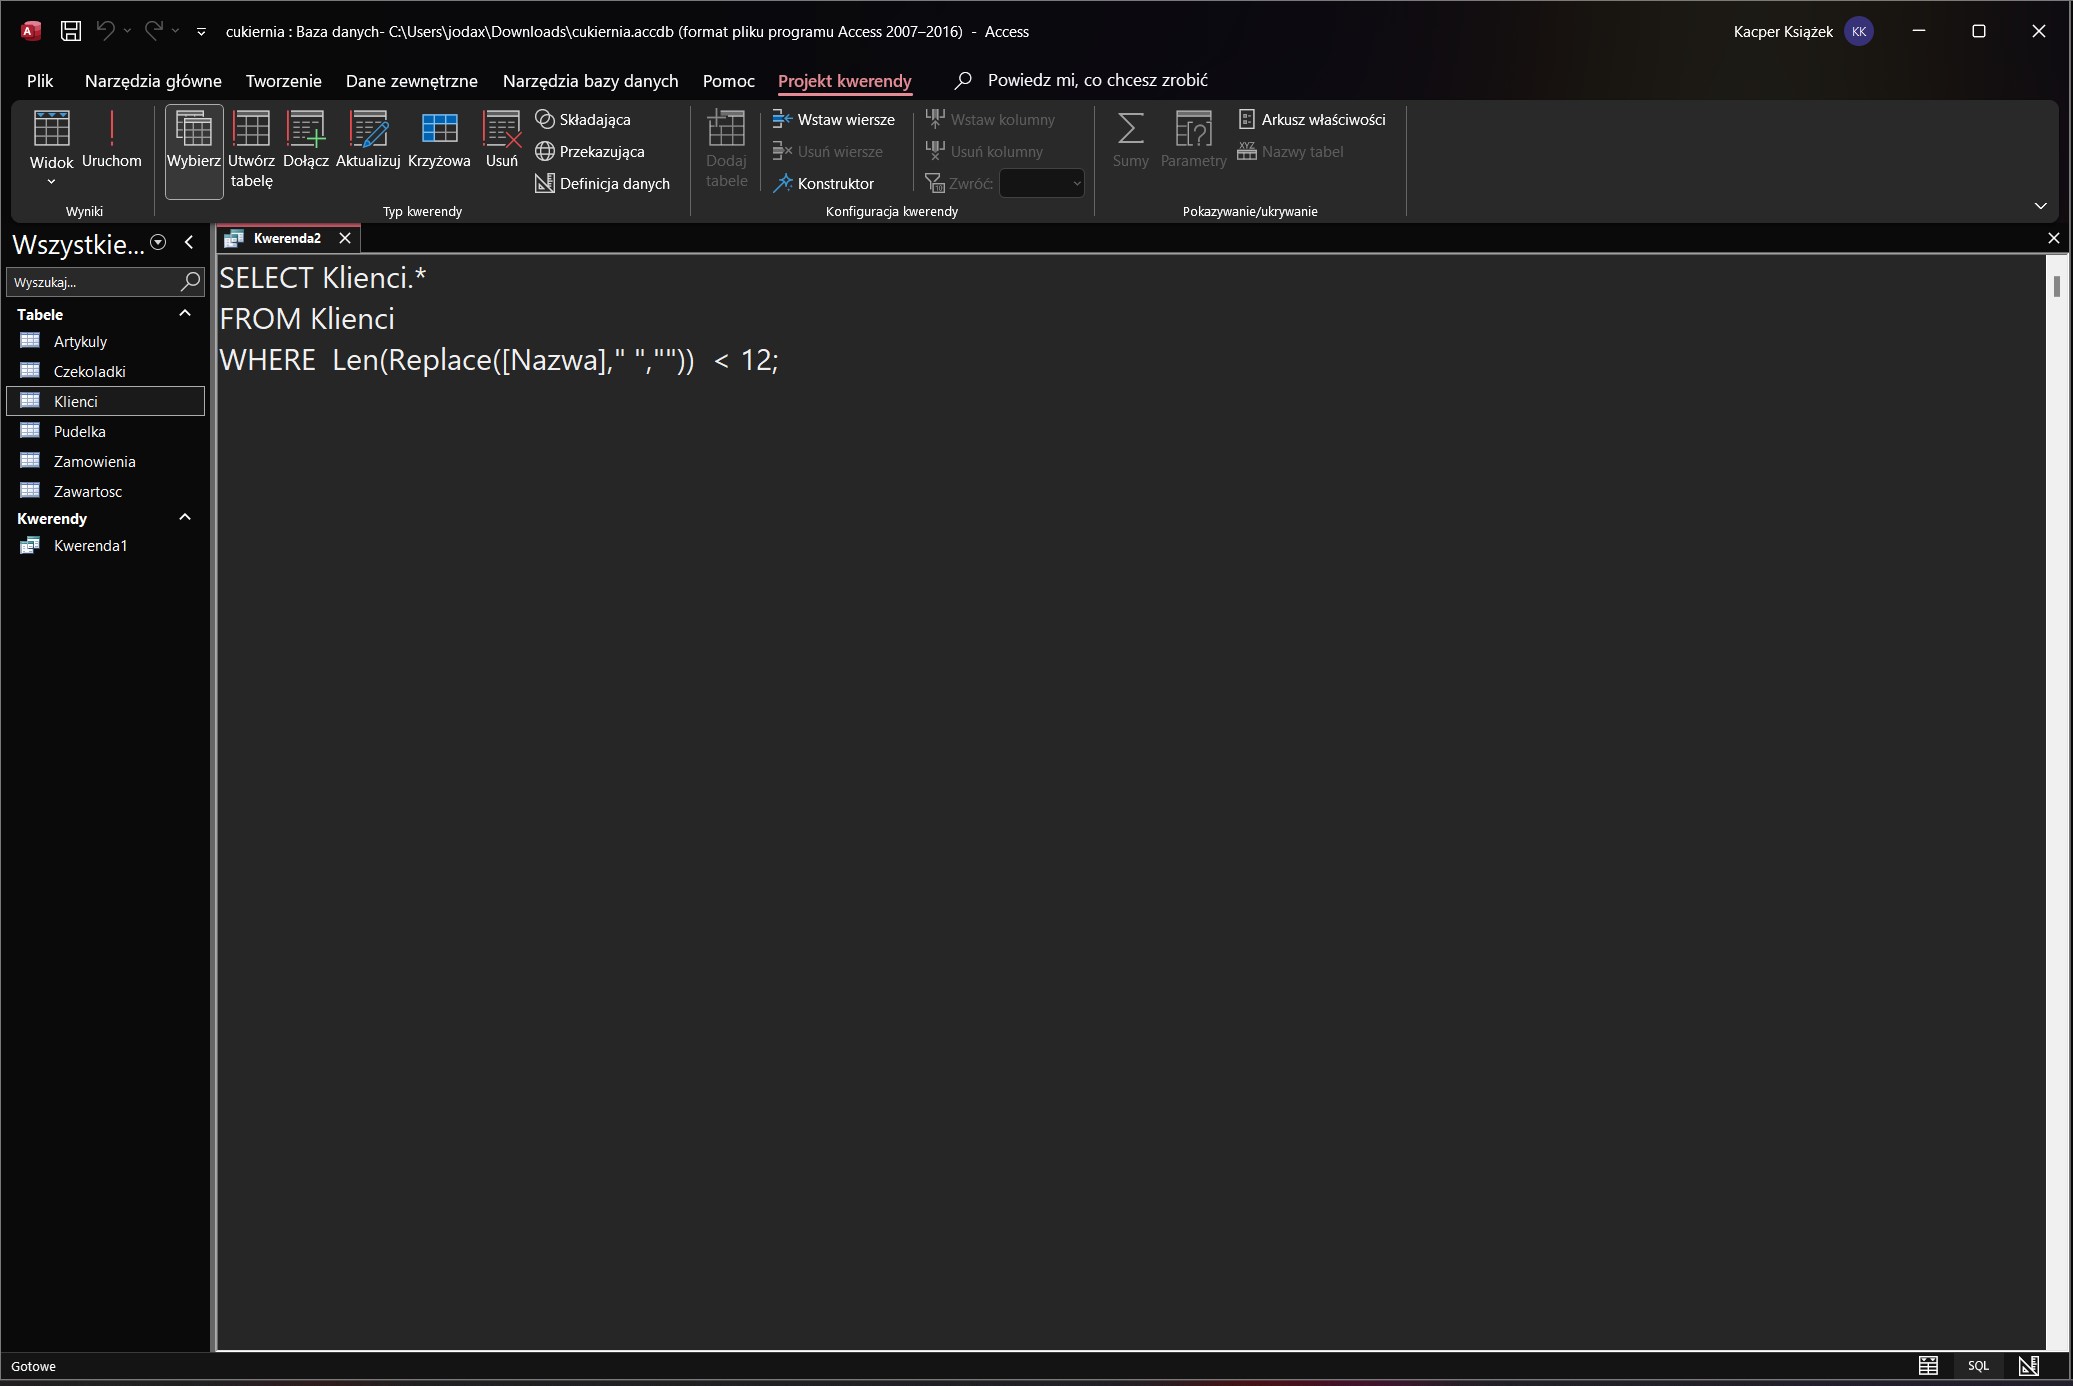 cukiernia : Baza danych- C:\Users\jodax\Downloads\cukiernia.accdb (format pliku programu Access 2007–2016) - Access
Kacper Książek
KK
Plik
Narzędzia główne
Tworzenie
Dane zewnętrzne
Narzędzia bazy danych
Pomoc
Projekt kwerendy
Powiedz mi, co chcesz zrobić
Widok
Uruchom
Wyniki
Wybierz
Utwórz
tabelę
Dołącz
Aktualizuj
Krzyżowa
Usuń
Składająca
Przekazująca
Definicja danych
Typ kwerendy
Dodaj
tabele
Wstaw wiersze
Usuń wiersze
Konstruktor
Wstaw kolumny
Usuń kolumny
Zwróć:
Konfiguracja kwerendy
Sumy
Parametry
Arkusz właściwości
Nazwy tabel
Pokazywanie/ukrywanie
Wszystkie...
Wyszukaj...
Tabele
Artykuly
Czekoladki
Klienci
Pudelka
Zamowienia
Zawartosc
Kwerendy
Kwerenda1
Kwerenda2
SELECT Klienci.*
FROM Klienci
WHERE  Len(Replace([Nazwa]," ",""))  < 12;
Gotowe
SQL